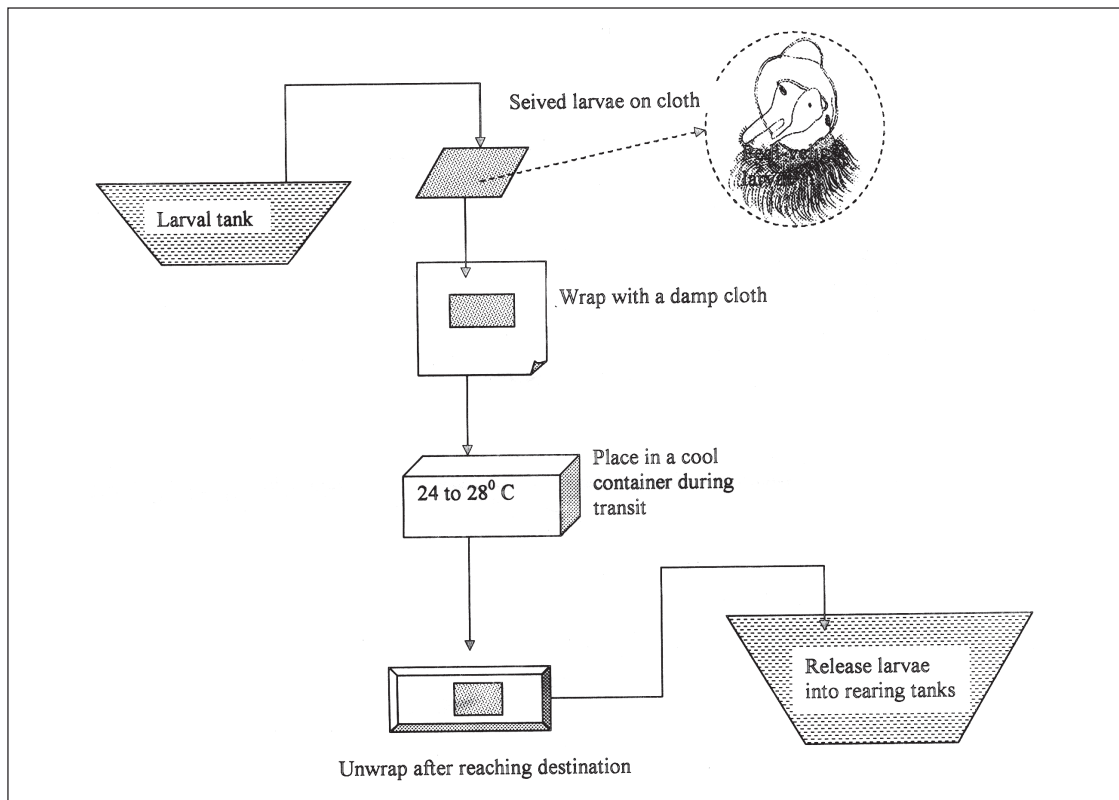 Seived larvae on cloth
larv
Larval tank
Wrap with a damp cloth
Place in a cool
container during
transit
24 to 28⁰ C
Release larvae
into rearing tanks
Unwrap after reaching destination